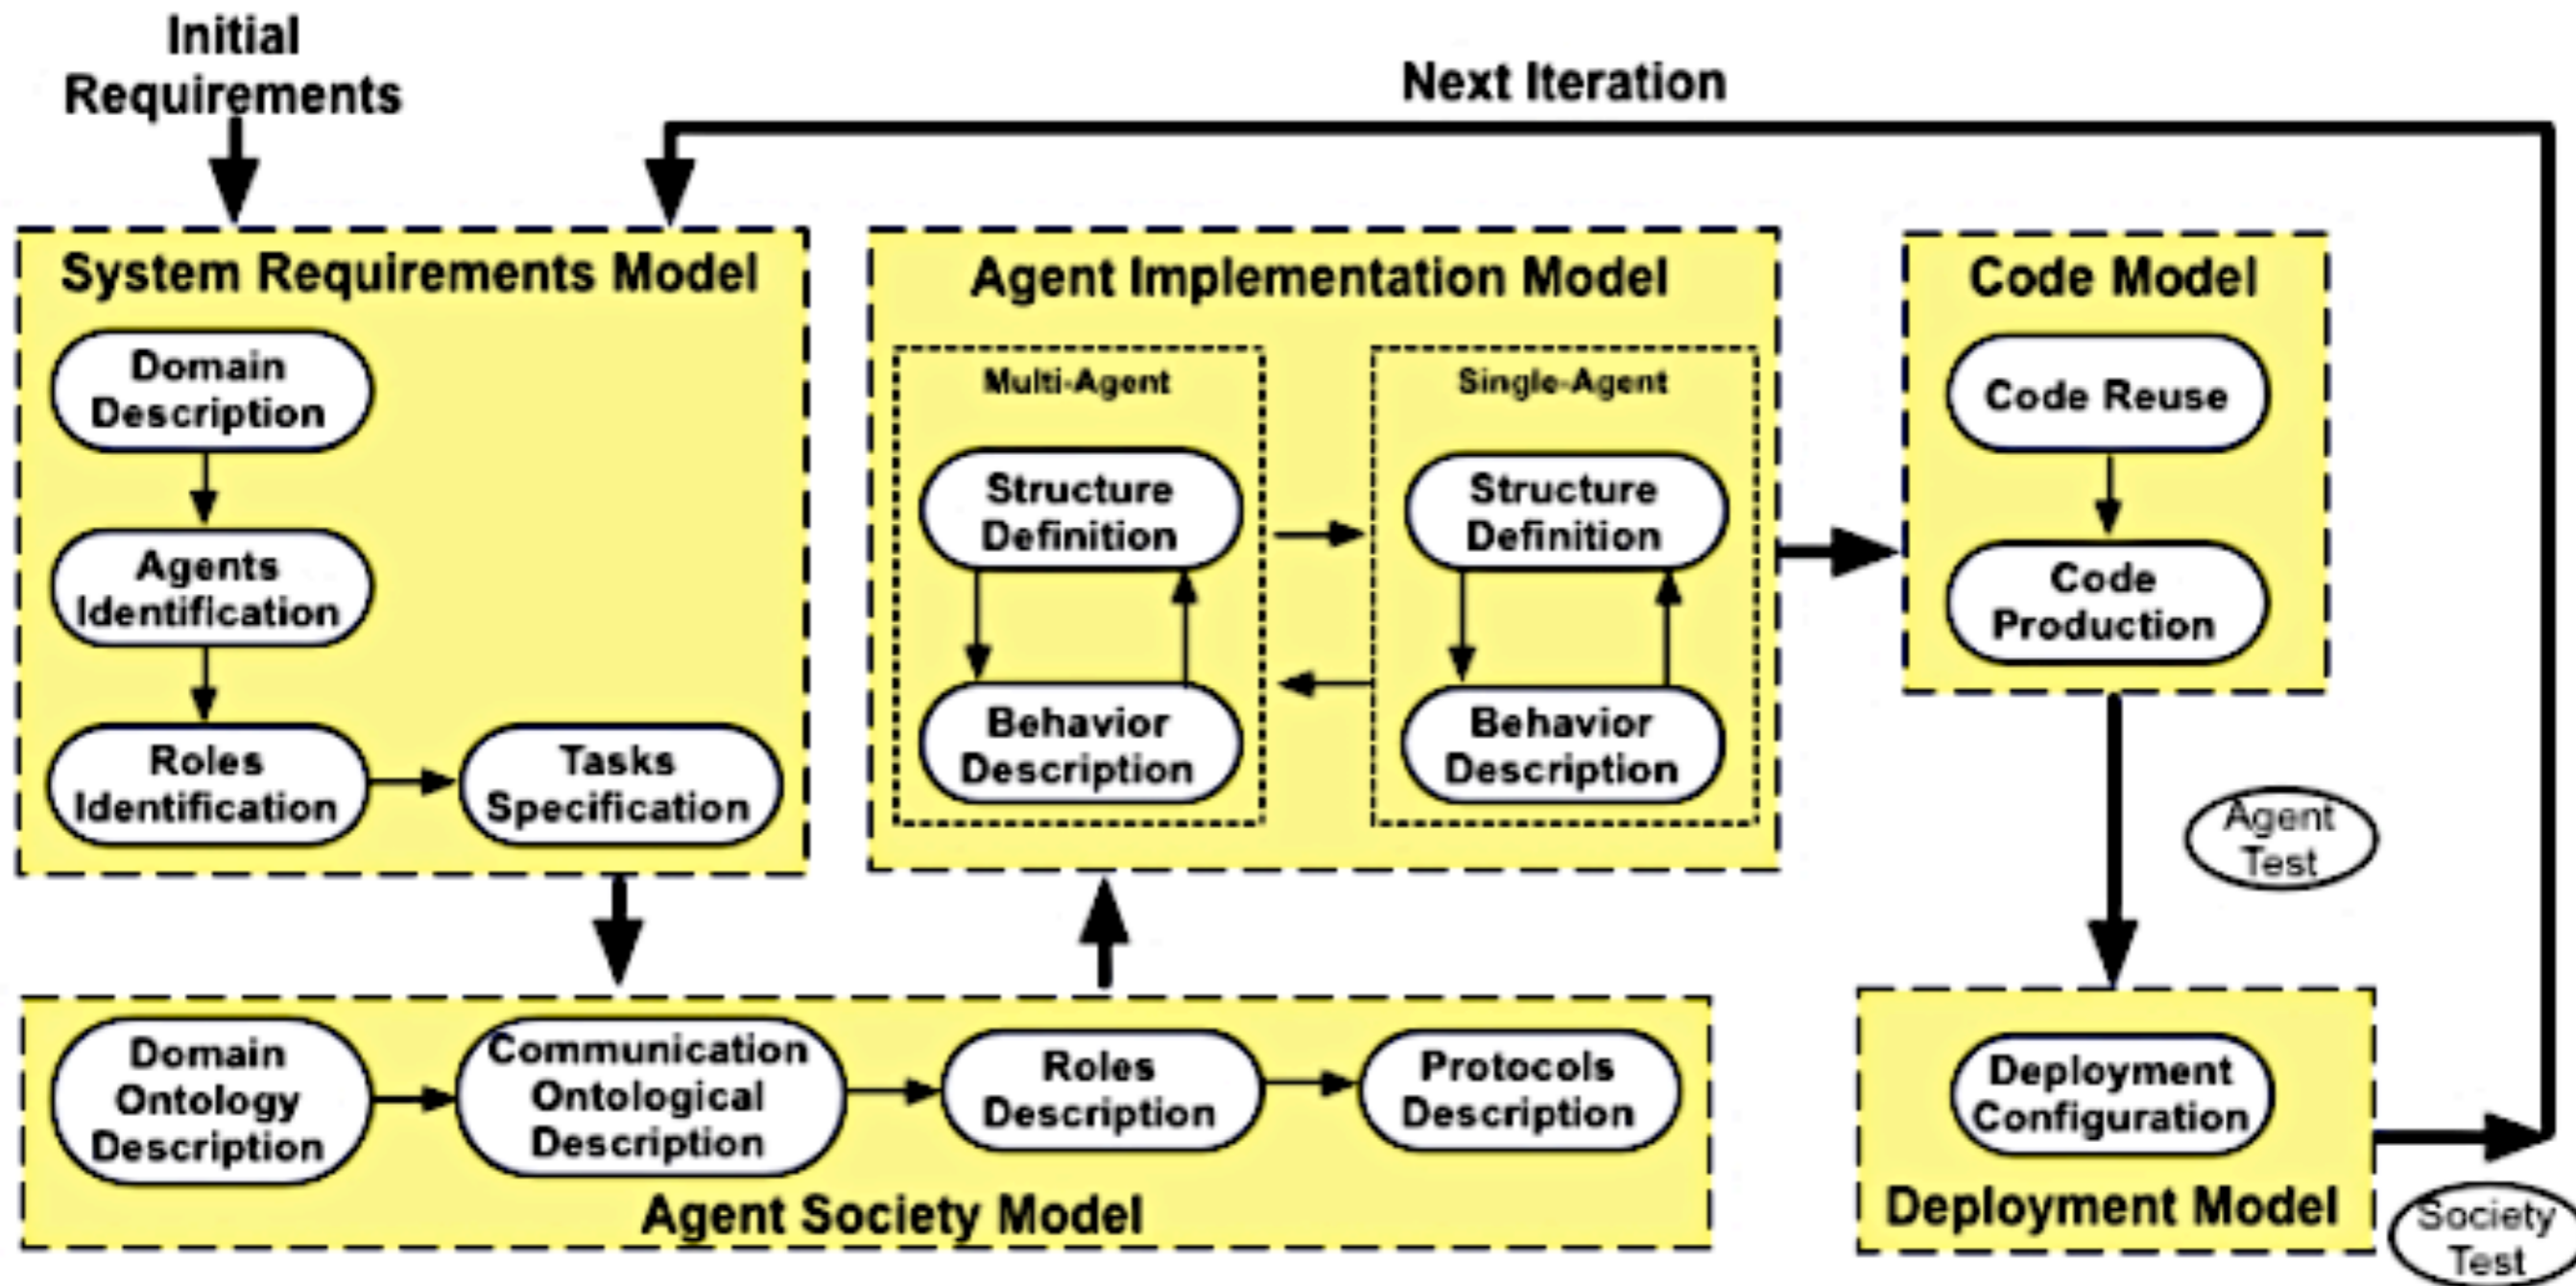 Initial
Requirements
Next Iteration
System Requirements Model
Domain
Description
Agents
Identification
Roles
Identification
Tasks
Specification
Agent Implementation Model
Multi-Agent
Structure
Definition
Behavior
Description
Single-Agent
Structure
Definition
Behavior
Description
Code Model
Code Reuse
Code
Production
Agent
Test
Domain
Ontology
Description
Communication
Ontological
Description
Roles
Description
Protocols
Description
Agent Society Model
Deployment
Configuration
Deployment Model
Society
Test